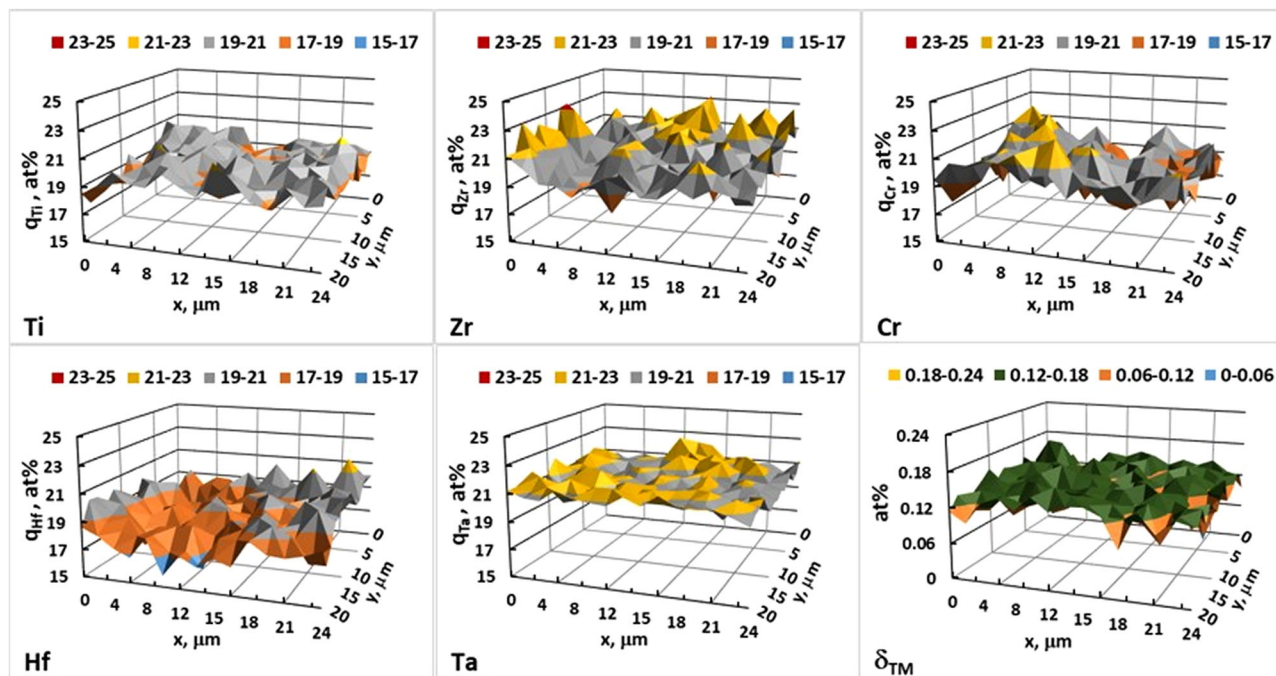 23-25 21-23 19-21 17-19 15-17
25
23
21
19
17
15
q_Ti , at%
0 4 8 12 15 18 21 24
x, μm
0
5
10
15
20
y, μm
Ti
23-25 21-23 19-21 17-19 15-17
25
23
21
19
17
15
q_Zr , at%
0 4 8 12 15 18 21 24
x, μm
0
5
10
15
20
y, μm
Zr
23-25 21-23 19-21 17-19 15-17
25
23
21
19
17
15
q_Cr , at%
0 4 8 12 15 18 21 24
x, μm
0
5
10
15
20
y, μm
Cr
23-25 21-23 19-21 17-19 15-17
25
23
21
19
17
15
q_Hf , at%
0 4 8 12 15 18 21 24
x, μm
0
5
10
15
20
y, μm
Hf
23-25 21-23 19-21 17-19 15-17
25
23
21
19
17
15
q_Ta , at%
0 4 8 12 15 18 21 24
x, μm
0
5
10
15
20
y, μm
Ta
0.18-0.24 0.12-0.18 0.06-0.12 0-0.06
0.24
0.18
0.12
0.06
0
at%
0 4 8 12 15 18 21 24
x, μm
0
5
10
15
20
y, μm
δ_TM